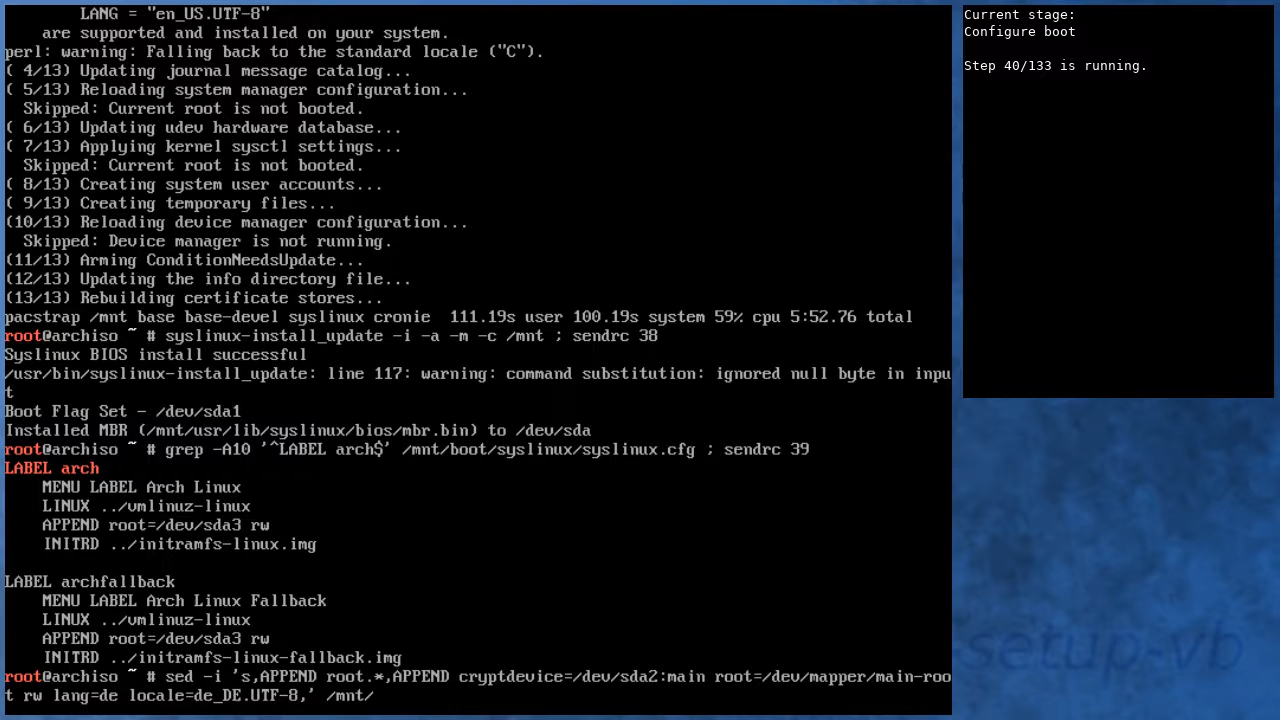 LANG = "en_US.UTF-8"
    are supported and installed on your system.
perl: warning: Falling back to the standard locale ("C").
( 4/13) Updating journal message catalog...
( 5/13) Reloading system manager configuration...
  Skipped: Current root is not booted.
( 6/13) Updating udev hardware database...
( 7/13) Applying kernel sysctl settings...
  Skipped: Current root is not booted.
( 8/13) Creating system user accounts...
( 9/13) Creating temporary files...
(10/13) Reloading device manager configuration...
  Skipped: Device manager is not running.
(11/13) Arming ConditionNeedsUpdate...
(12/13) Updating the info directory file...
(13/13) Rebuilding certificate stores...
pacstrap /mnt base base-devel syslinux cronie  111.19s user 100.19s system 59% cpu 5:52.76 total
root@archiso ~ # syslinux-install_update -i -a -m -c /mnt ; sendrc 38
Syslinux BIOS install successful
/usr/bin/syslinux-install_update: line 117: warning: command substitution: ignored null byte in inpu
t
Boot Flag Set - /dev/sda1
Installed MBR (/mnt/usr/lib/syslinux/bios/mbr.bin) to /dev/sda
root@archiso ~ # grep -A10 '^LABEL arch$' /mnt/boot/syslinux/syslinux.cfg ; sendrc 39
LABEL arch
    MENU LABEL Arch Linux
    LINUX ../vmlinuz-linux
    APPEND root=/dev/sda3 rw
    INITRD ../initramfs-linux.img

LABEL archfallback
    MENU LABEL Arch Linux Fallback
    LINUX ../vmlinuz-linux
    APPEND root=/dev/sda3 rw
    INITRD ../initramfs-linux-fallback.img
root@archiso ~ # sed -i 's,APPEND root.*,APPEND cryptdevice=/dev/sda2:main root=/dev/mapper/main-roo
t rw lang=de locale=de_DE.UTF-8,' /mnt/
Current stage:
Configure boot
Step 40/133 is running.
setup-vb